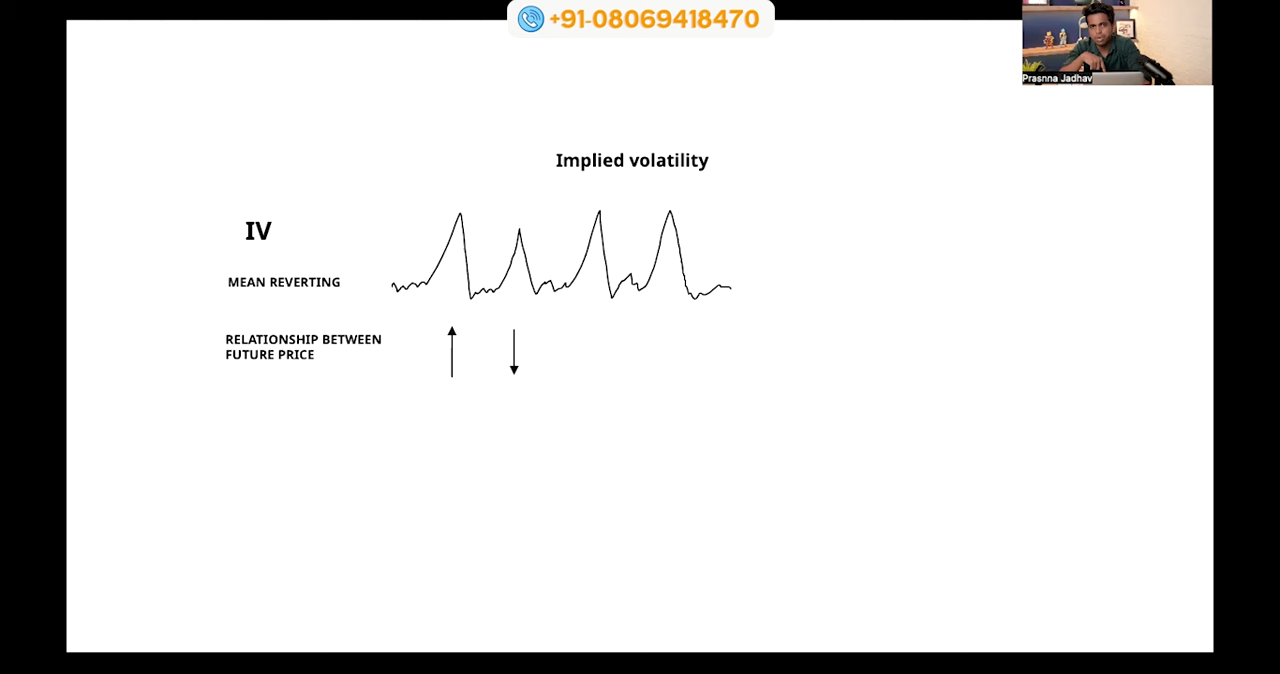 +91-08069418470
Prasnna Jadhav
Implied volatility
IV
MEAN REVERTING
RELATIONSHIP BETWEEN
FUTURE PRICE